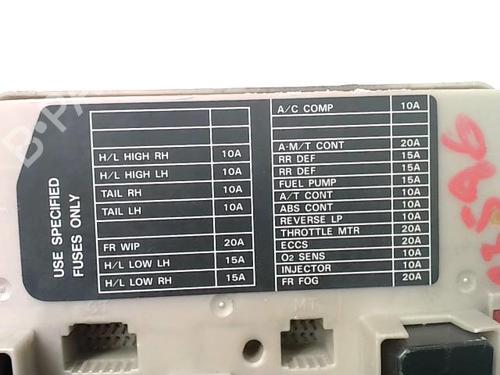 USE SPECIFIED
FUSES ONLY
H/L HIGH RH 10A
H/L HIGH LH 10A
TAIL RH 10A
TAIL LH 10A
FR WIP 20A
H/L LOW LH 15A
H/L LOW RH 15A
A/C COMP 10A
A·M/T CONT 20A
RR DEF 15A
RR DEF 15A
FUEL PUMP 15A
A/T CONT 10A
ABS CONT 10A
REVERSE LP 10A
THROTTLE MTR 20A
ECCS 20A
O2 SENS 10A
INJECTOR 10A
FR FOG 20A